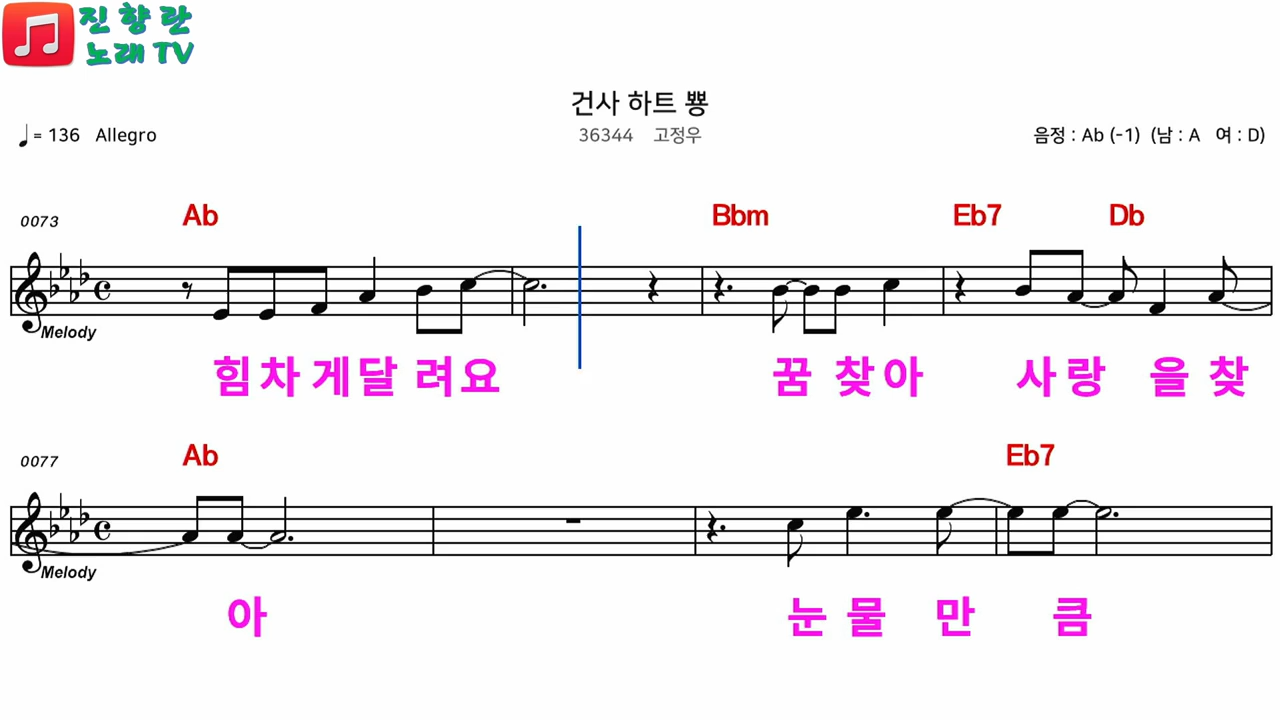 진향란
노래 TV
건사 하트 뿅
♩= 136 Allegro
36344 고정우
음정 : Ab (-1) (남 : A 여 : D)
0073 Ab Bbm Eb7 Db
Melody
힘차게달려요 꿈찾아 사랑을찾
0077 Ab Eb7
Melody
아 눈물만큼